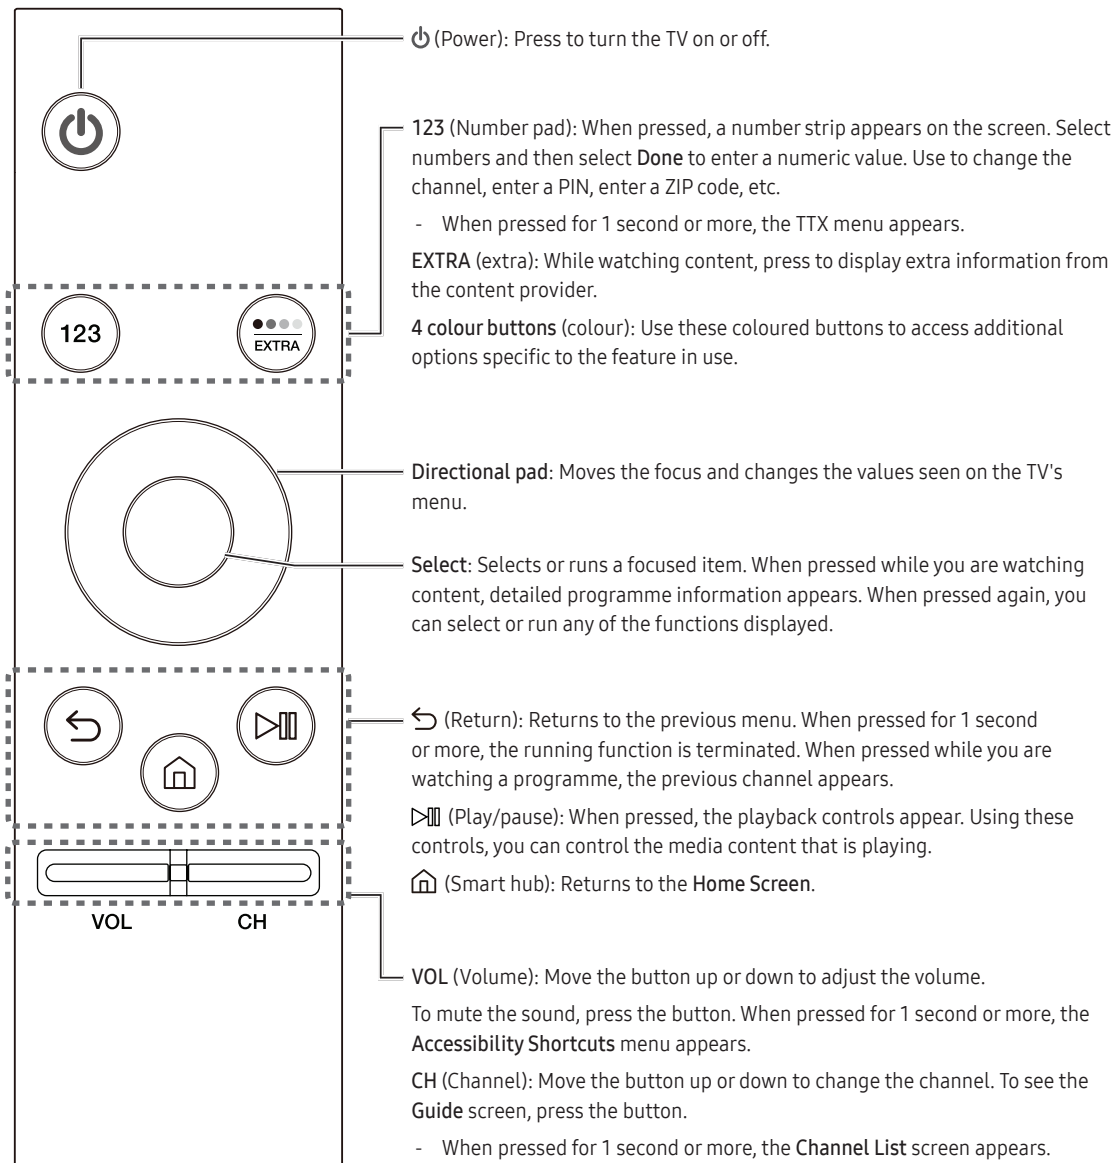 (Power): Press to turn the TV on or off.
123 (Number pad): When pressed, a number strip appears on the screen. Select
numbers and then select Done to enter a numeric value. Use to change the
channel, enter a PIN, enter a ZIP code, etc.
- When pressed for 1 second or more, the TTX menu appears.
EXTRA (extra): While watching content, press to display extra information from
the content provider.
4 colour buttons (colour): Use these coloured buttons to access additional
options specific to the feature in use.
123
EXTRA
Directional pad: Moves the focus and changes the values seen on the TV's
menu.
Select: Selects or runs a focused item. When pressed while you are watching
content, detailed programme information appears. When pressed again, you
can select or run any of the functions displayed.
(Return): Returns to the previous menu. When pressed for 1 second
or more, the running function is terminated. When pressed while you are
watching a programme, the previous channel appears.
(Play/pause): When pressed, the playback controls appear. Using these
controls, you can control the media content that is playing.
(Smart hub): Returns to the Home Screen.
VOL
CH
VOL (Volume): Move the button up or down to adjust the volume.
To mute the sound, press the button. When pressed for 1 second or more, the
Accessibility Shortcuts menu appears.
CH (Channel): Move the button up or down to change the channel. To see the
Guide screen, press the button.
- When pressed for 1 second or more, the Channel List screen appears.